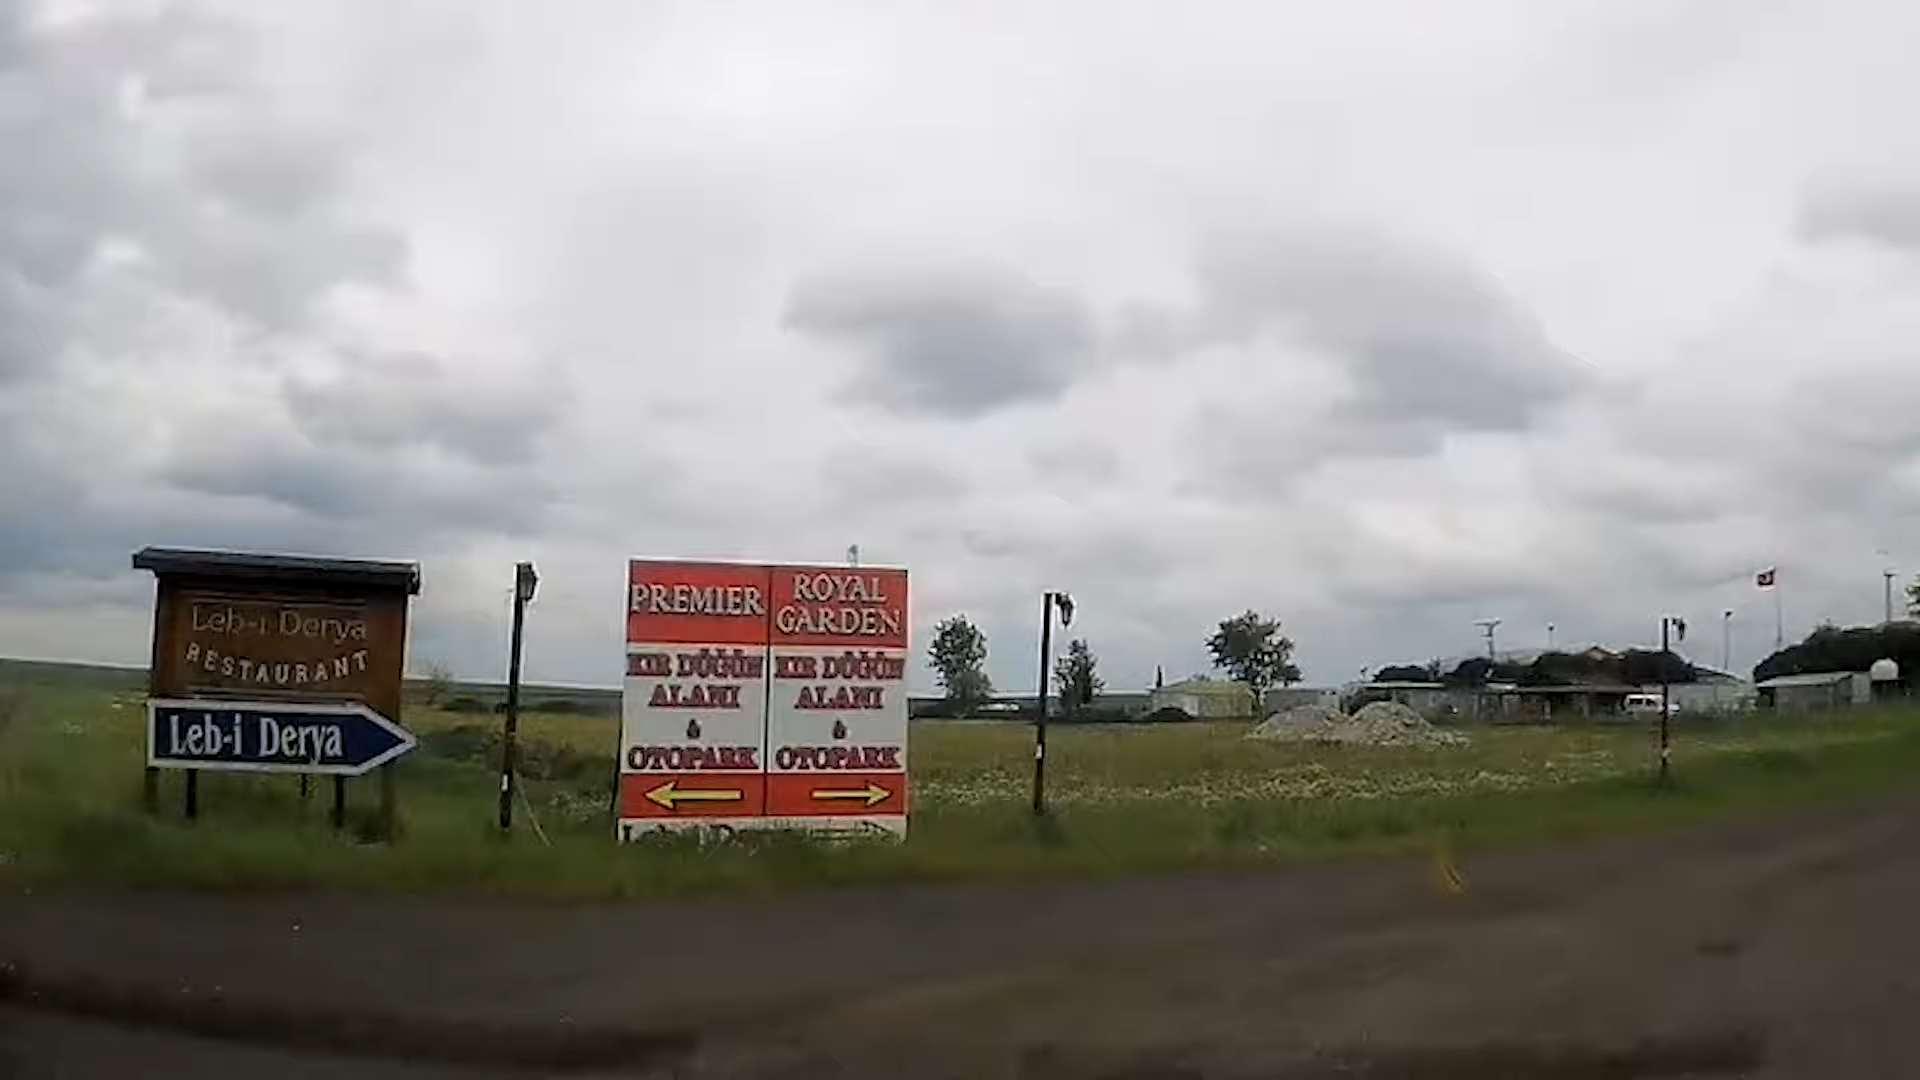 Leb-i Derya
RESTAURANT
Leb-i Derya
PREMIER
KIR DÜĞÜN
ALANI
&
OTOPARK
ROYAL
GARDEN
KIR DÜĞÜN
ALANI
&
OTOPARK